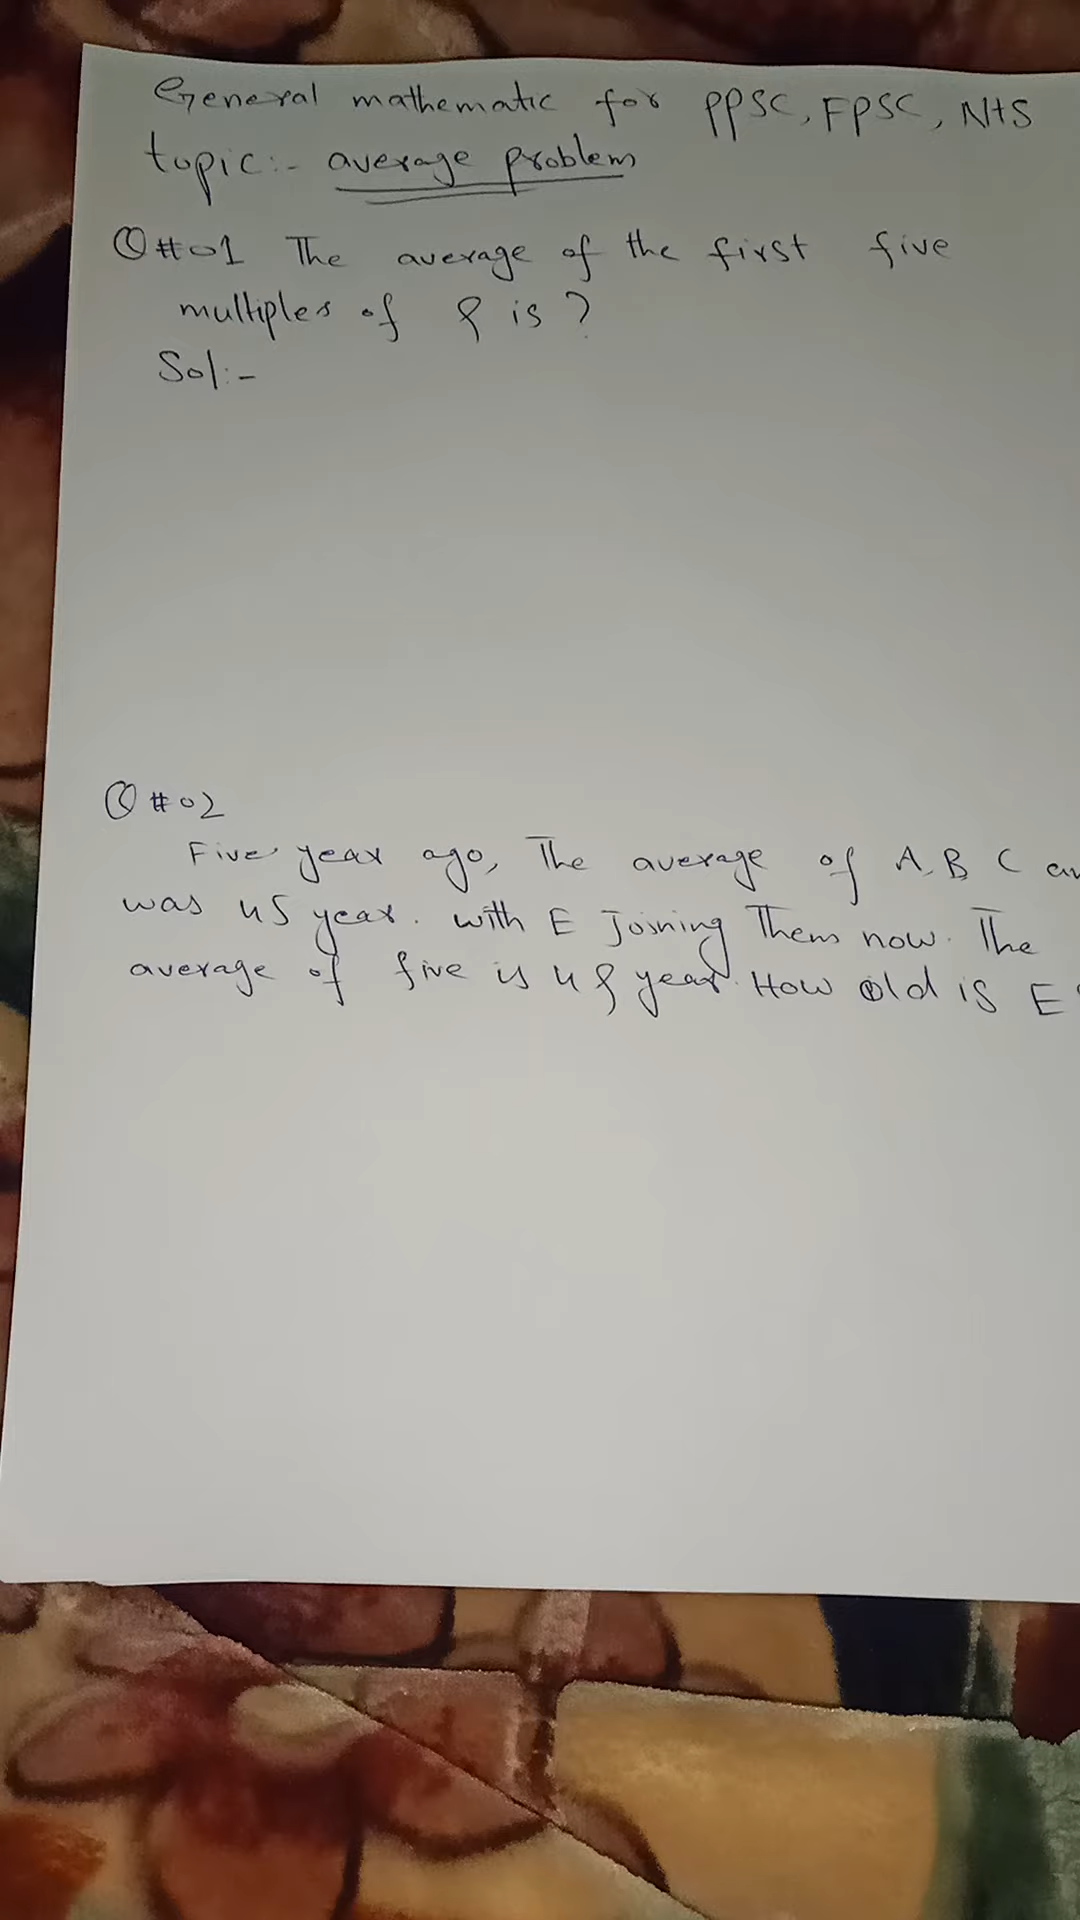 General mathematic for PPSC, FPSC, NtS
topic:- average problem
Q#01 The average of the first five
multiples of 9 is ?
Sol:-
Q#02
Five year ago, The average of A, B C
was 45 year. with E Joining Them now. The
average of five is 49 year. How old is E